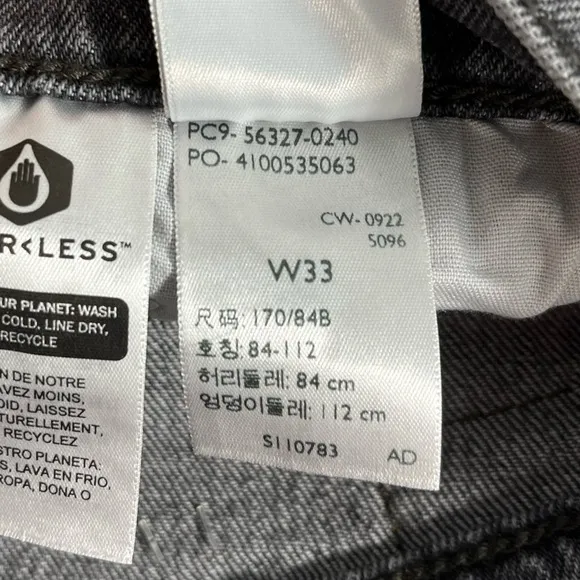 R<LESS™
UR PLANET: WASH
COLD, LINE DRY,
RECYCLE
N DE NOTRE
AVEZ MOINS,
OID, LAISSEZ
TURELLEMENT,
RECYCLEZ
STRO PLANETA:
S, LAVA EN FRIO,
ROPA, DONA O
PC9- 56327-0240
PO- 4100535063
CW- 0922
5096
W33
尺码: 170/84B
호칭: 84-112
허리둘레: 84 cm
엉덩이둘레: 112 cm
S110783 AD